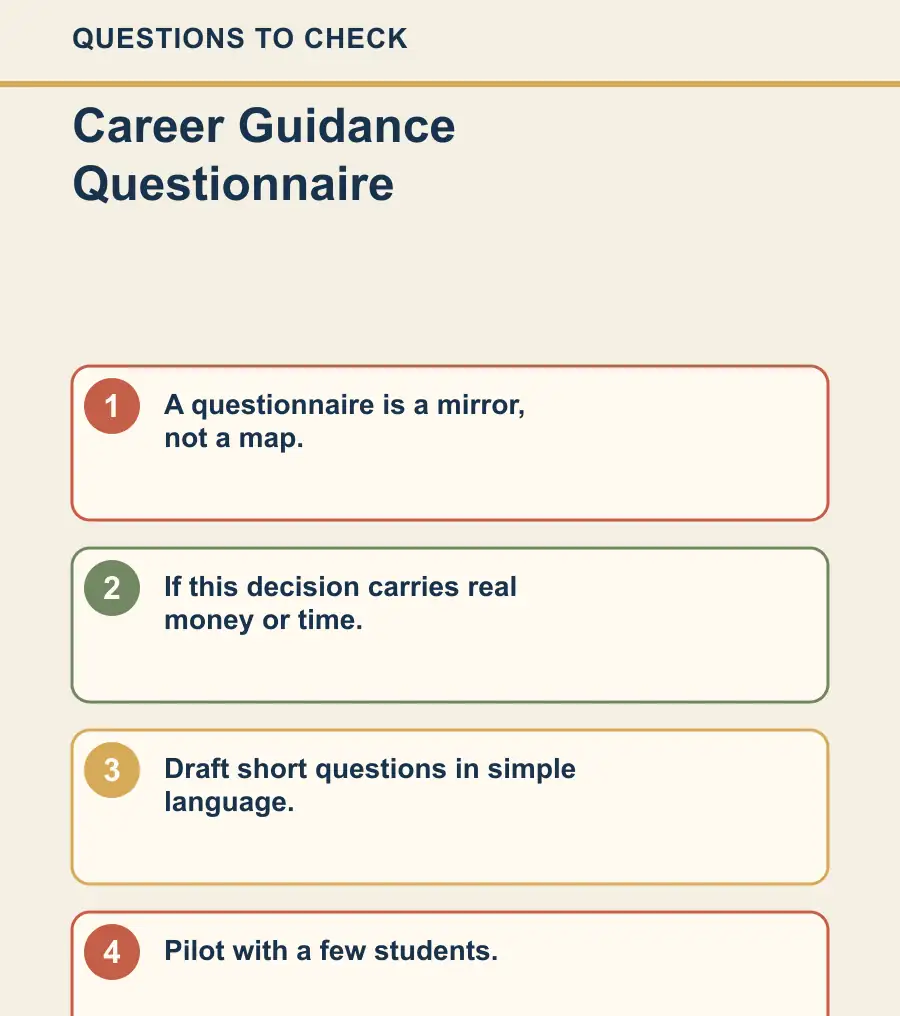 QUESTIONS TO CHECK
Career Guidance
Questionnaire
1
A questionnaire is a mirror,
not a map.
2
If this decision carries real
money or time.
3
Draft short questions in simple
language.
4
Pilot with a few students.